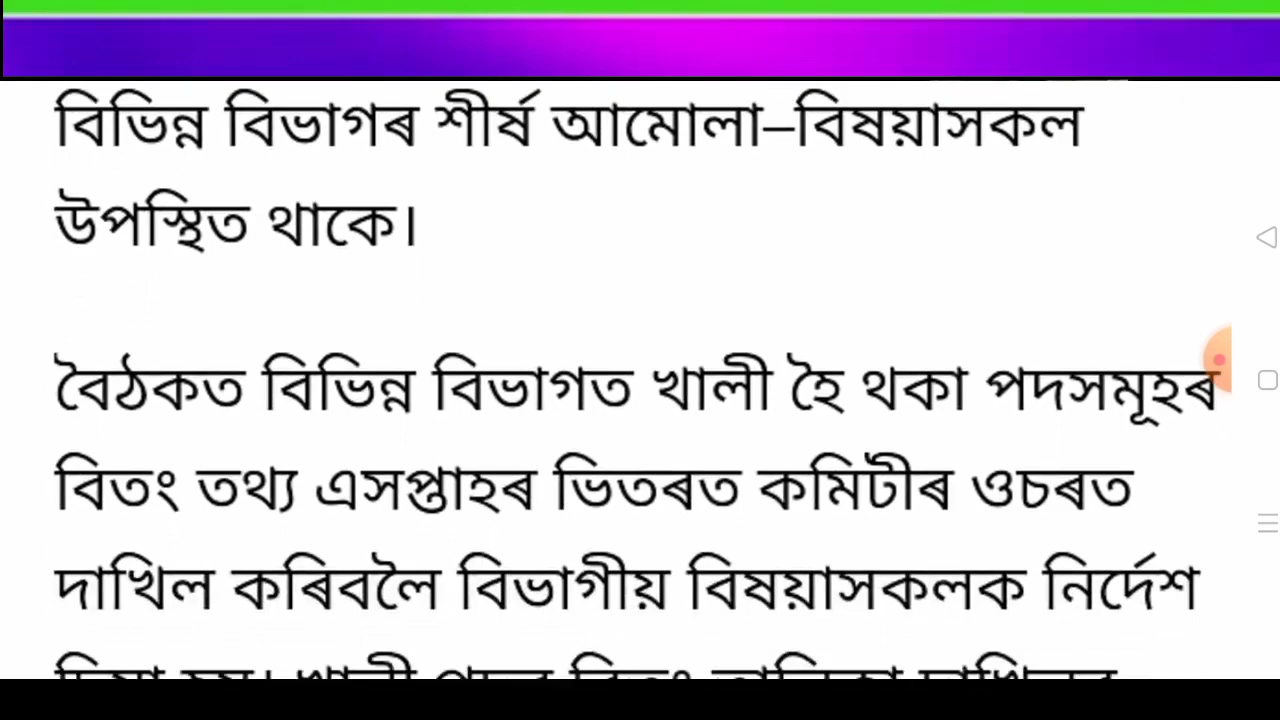 বিভিন্ন বিভাগৰ শীৰ্ষ আমোলা–বিষয়াসকল
উপস্থিত থাকে।
বৈঠকত বিভিন্ন বিভাগত খালী হৈ থকা পদসমূহৰ
বিতং তথ্য এসপ্তাহৰ ভিতৰত কমিটীৰ ওচৰত
দাখিল কৰিবলৈ বিভাগীয় বিষয়াসকলক নিৰ্দেশ